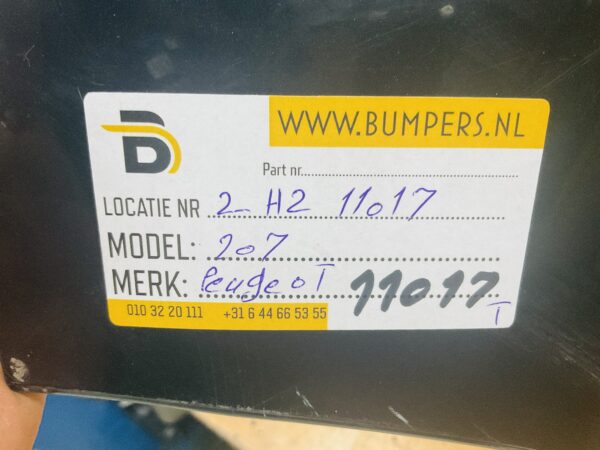 B
WWW.BUMPERS.NL
Part nr.
LOCATIE NR 2-H2 11017
MODEL: 207
MERK: PeugeoT 11017
T
010 32 20 111 +31 6 44 66 53 55